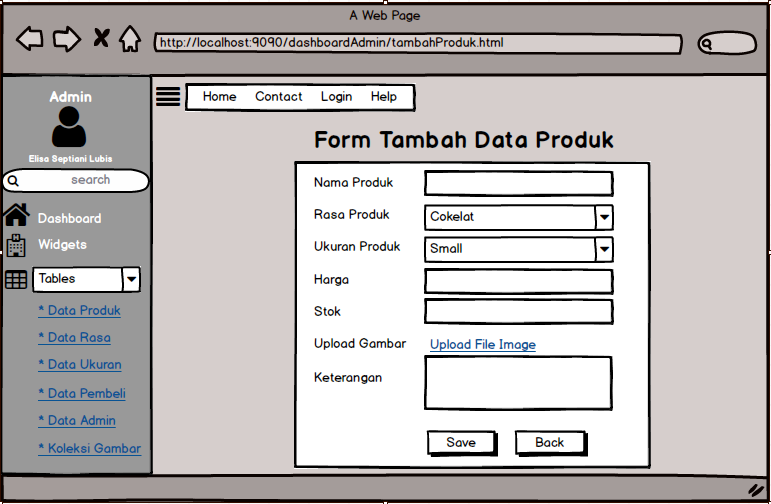 A Web Page
http://localhost:9090/dashboardAdmin/tambahProduk.html
Admin
Elisa Septiani Lubis
search
Dashboard
Widgets
Tables
* Data Produk
* Data Rasa
* Data Ukuran
* Data Pembeli
* Data Admin
* Koleksi Gambar
Home Contact Login Help
Form Tambah Data Produk
Nama Produk
Rasa Produk Cokelat
Ukuran Produk Small
Harga
Stok
Upload Gambar Upload File Image
Keterangan
Save Back